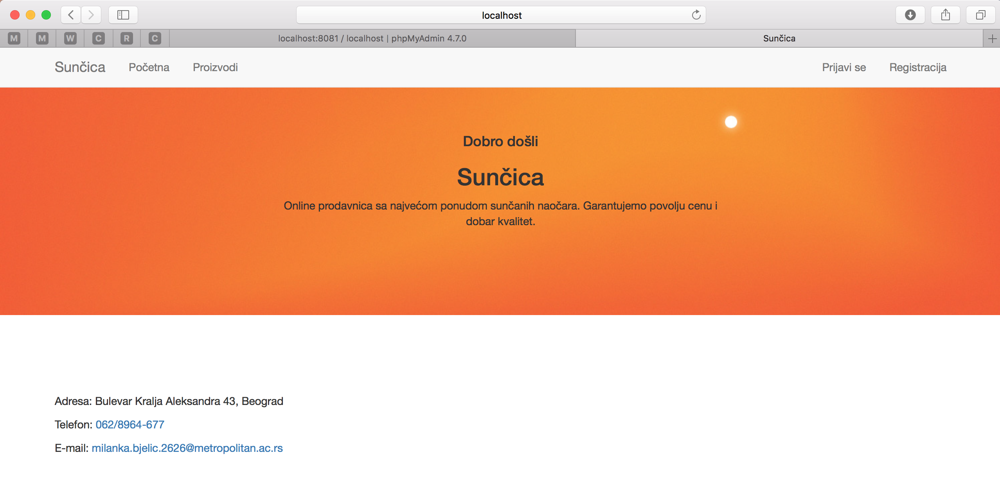 localhost
M M W C R C localhost:8081 / localhost | phpMyAdmin 4.7.0 Sunčica
Sunčica Početna Proizvodi Prijavi se Registracija
Dobro došli
Sunčica
Online prodavnica sa najvećom ponudom sunčanih naočara. Garantujemo povolju cenu i
dobar kvalitet.
Adresa: Bulevar Kralja Aleksandra 43, Beograd
Telefon: 062/8964-677
E-mail: milanka.bjelic.2626@metropolitan.ac.rs